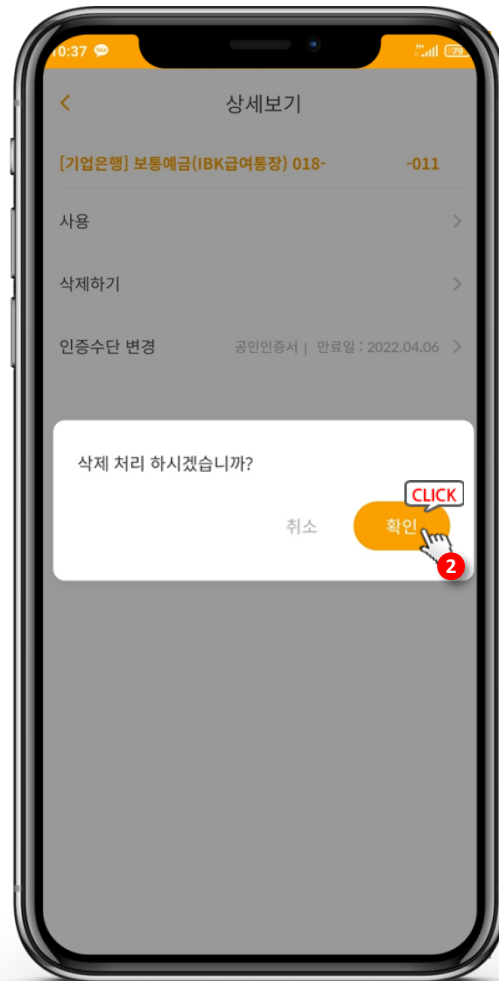 0:37 TALK 79
상세보기
[기업은행] 보통예금(IBK급여통장) 018- -011
사용
삭제하기
인증수단 변경 공인인증서 | 만료일 : 2022.04.06
삭제 처리 하시겠습니까?
CLICK
취소 확인
2